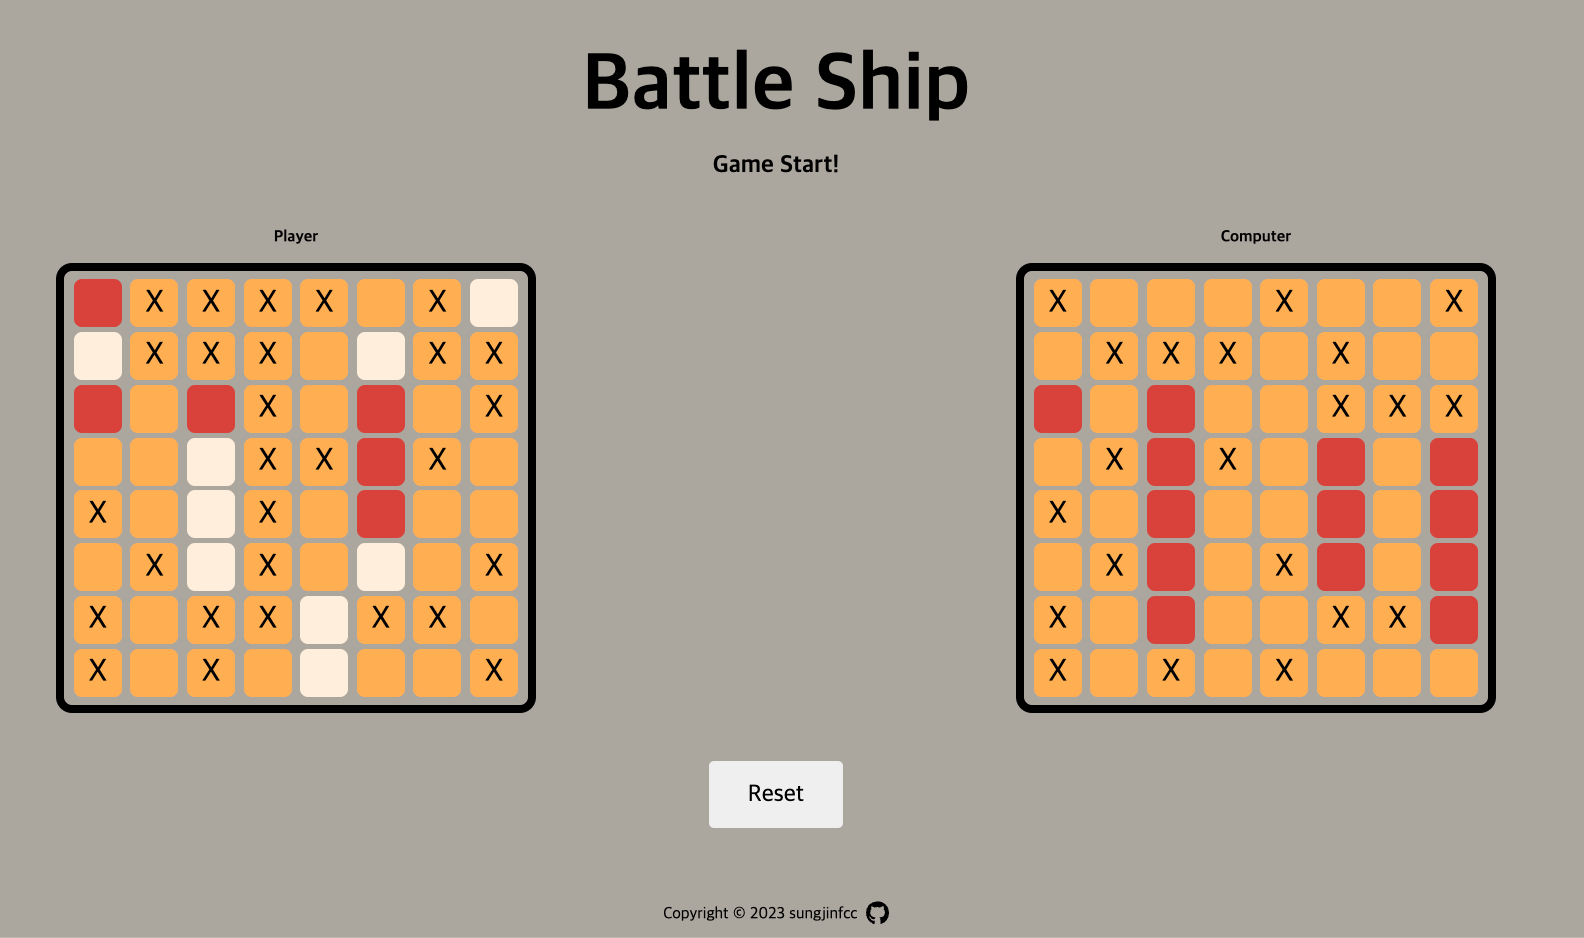 Battle Ship
Game Start!
Player
Computer
X X X X X
X X X X X
X X
X X X
X X
X X X
X X X X X
X X X
X X X
X X X X
X X X
X X
X
X X
X X X
X X X
Reset
Copyright © 2023 sungjinfcc